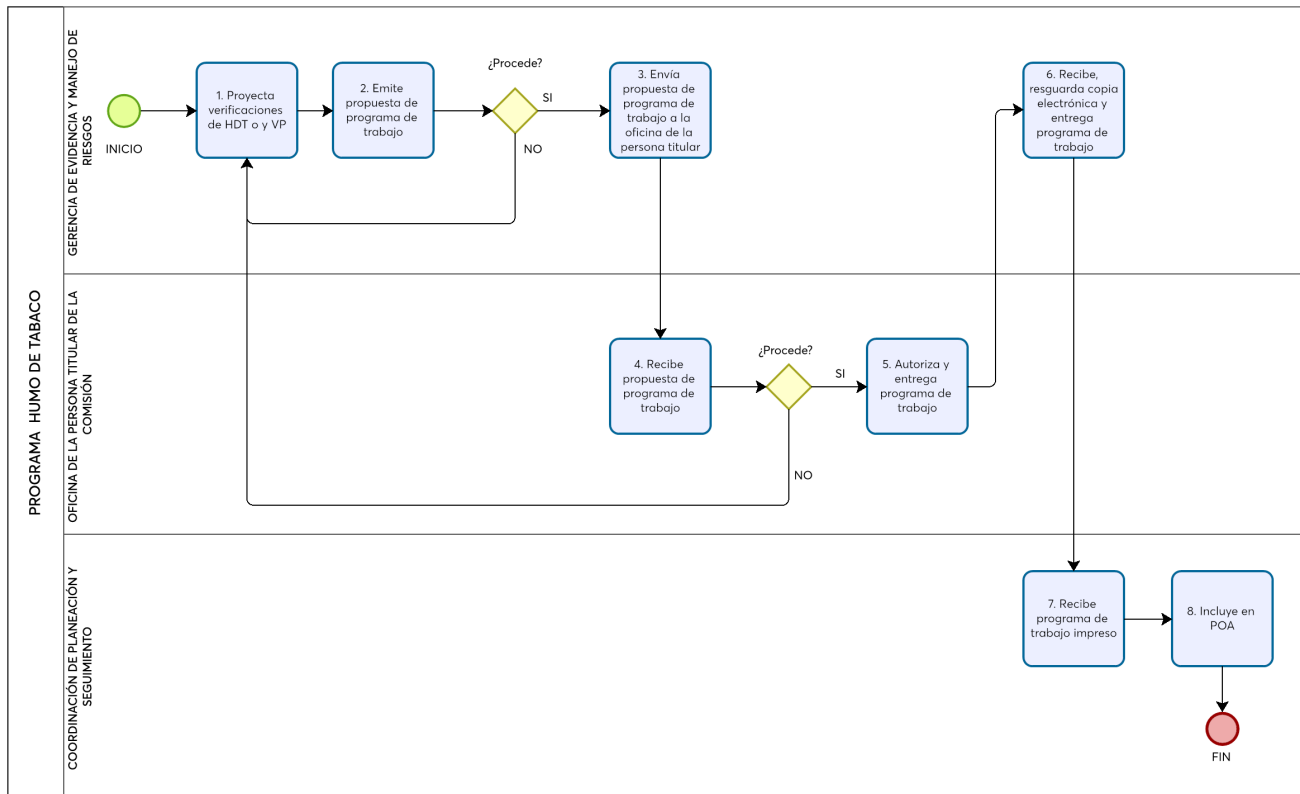 PROGRAMA HUMO DE TABACO
GERENCIA DE EVIDENCIA Y MANEJO DE
RIESGOS
INICIO
1. Proyecta
verificaciones
de HDT o y VP
2. Emite
propuesta de
programa de
trabajo
¿Procede?
SI
NO
3. Envía
propuesta de
programa de
trabajo a la
oficina de la
persona titular
6. Recibe,
resguarda copia
electrónica y
entrega
programa de
trabajo
OFICINA DE LA PERSONA TITULAR DE LA
COMISIÓN
4. Recibe
propuesta de
programa de
trabajo
¿Procede?
SI
NO
5. Autoriza y
entrega
programa de
trabajo
COORDINACIÓN DE PLANEACIÓN Y
SEGUIMIENTO
7. Recibe
programa de
trabajo impreso
8. Incluye en
POA
FIN